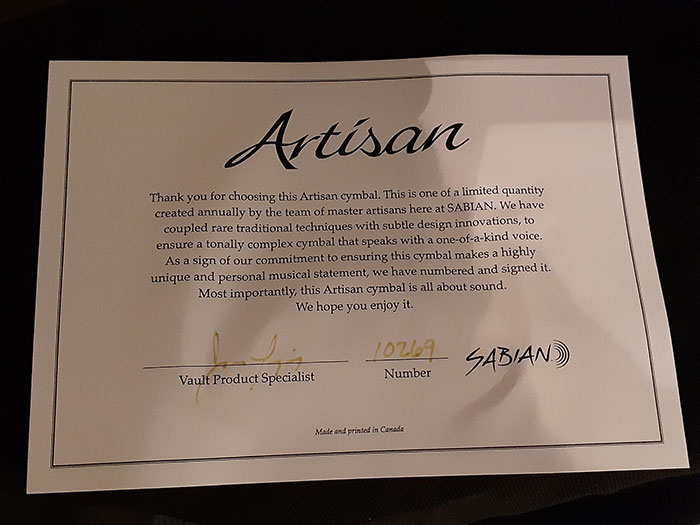 Artisan
Thank you for choosing this Artisan cymbal. This is one of a limited quantity
created annually by the team of master artisans here at SABIAN. We have
coupled rare traditional techniques with subtle design innovations, to
ensure a tonally complex cymbal that speaks with a one-of-a-kind voice.
As a sign of our commitment to ensuring this cymbal makes a highly
unique and personal musical statement, we have numbered and signed it.
Most importantly, this Artisan cymbal is all about sound.
We hope you enjoy it.
10269
SABIAN
Vault Product Specialist
Number
Made and printed in Canada